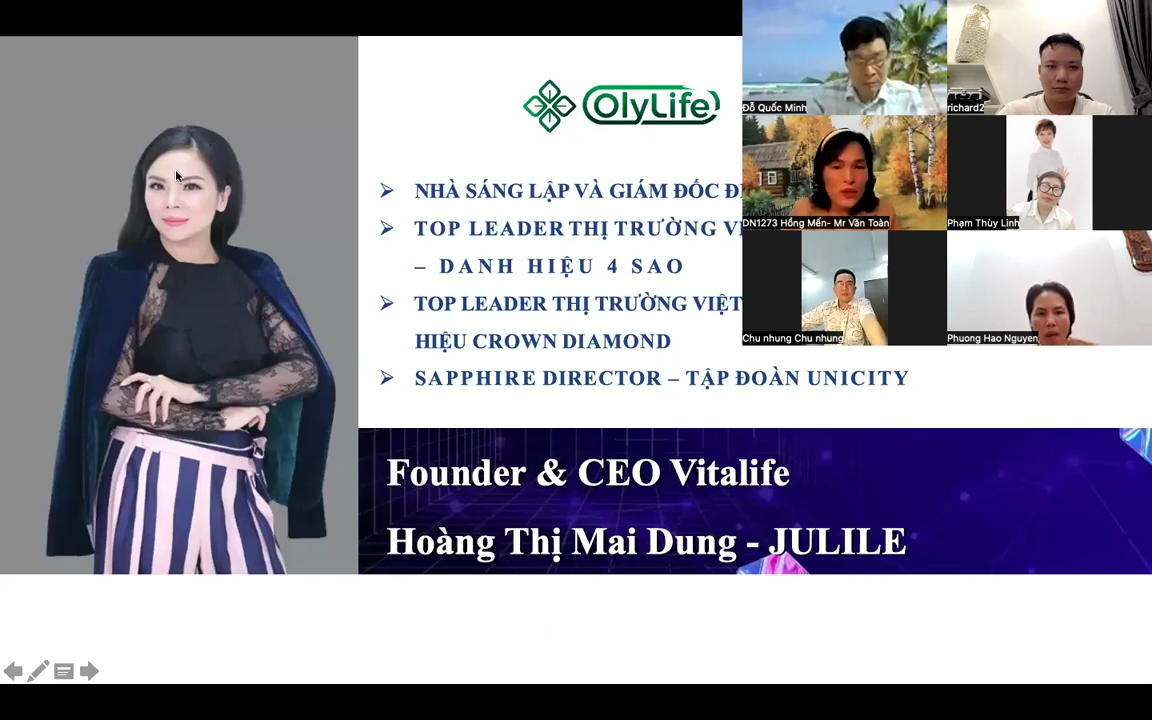 OlyLife
➢ NHÀ SÁNG LẬP VÀ GIÁM ĐỐC
➢ TOP LEADER THỊ TRƯỜNG
– DANH HIỆU 4 SAO
➢ TOP LEADER THỊ TRƯỜNG VIỆT
HIỆU CROWN DIAMOND
➢ SAPPHIRE DIRECTOR – TẬP ĐOÀN UNICITY
Founder & CEO Vitalife
Hoàng Thị Mai Dung - JULILE
Đỗ Quốc Minh
richard2
DN1273 Hồng Mến- Mr Văn Toàn
Phạm Thùy Linh
Chu nhung Chu nhung
Phuong Hao Nguyen